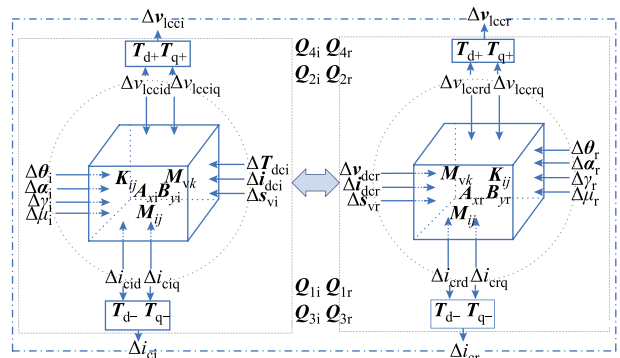 Δv_lcci
T_d+ T_q+
Δv_lccid Δv_lcciq
Δθ_i
Δα_i
Δγ_i
Δμ_i
K_ij M_vk
A_xi B_yi
M_ij
ΔT_dci
Δi_dci
Δs_vi
Δi_cid Δi_ciq
T_d− T_q−
Δi_ci
Q_4i Q_4r
Q_2i Q_2r
Q_1i Q_1r
Q_3i Q_3r
Δv_lccr
T_d+ T_q+
Δv_lccrd Δv_lccrq
Δv_dcr
Δi_dcr
Δs_vr
M_vk K_ij
A_xr B_yr
M_ij
Δθ_r
Δα_r
Δγ_r
Δμ_r
Δi_crd Δi_crq
T_d− T_q−
Δi_cr